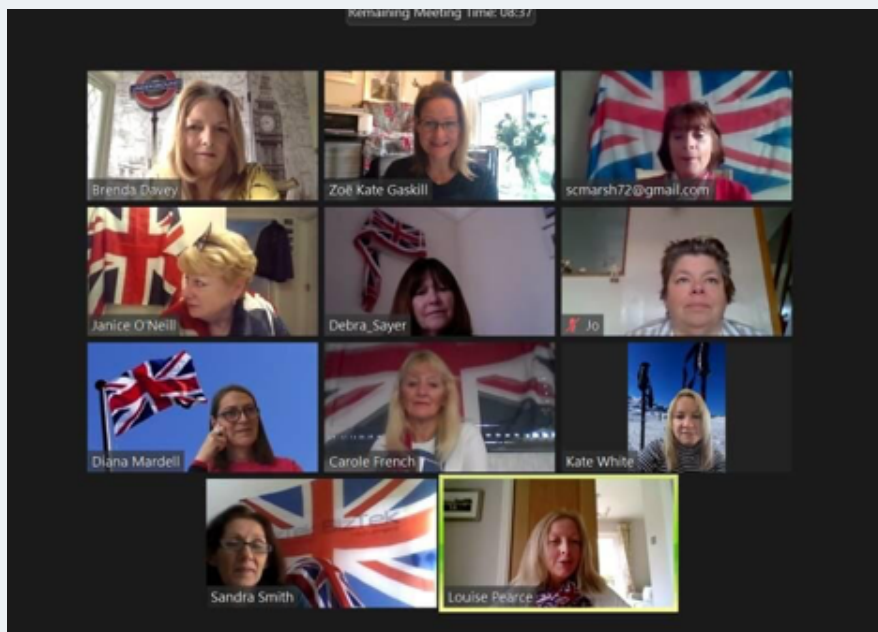 Remaining Meeting Time: 08:37
UNDERGROUND
Brenda Davey
Zoë Kate Gaskill
scmarsh72@gmail.com
Janice O'Neill
Debra_Sayer
Jo
Diana Mardell
Carole French
Kate White
Sandra Smith
Louise Pearce